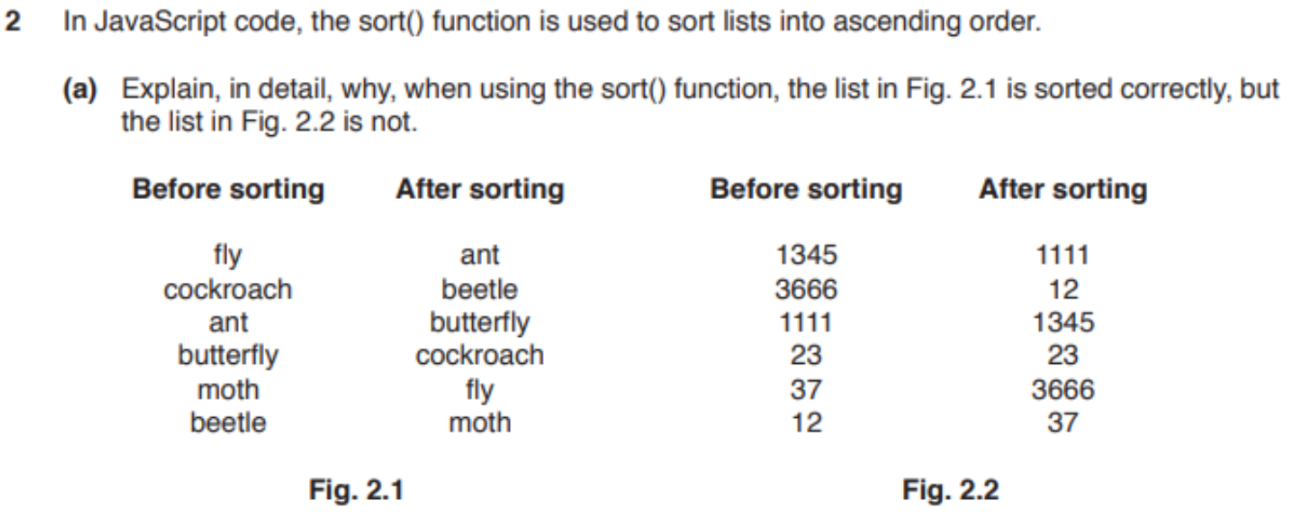 2 In JavaScript code, the sort() function is used to sort lists into ascending order.
(a) Explain, in detail, why, when using the sort() function, the list in Fig. 2.1 is sorted correctly, but
the list in Fig. 2.2 is not.
Before sorting After sorting Before sorting After sorting
fly ant 1345 1111
cockroach beetle 3666 12
ant butterfly 1111 1345
butterfly cockroach 23 23
moth fly 37 3666
beetle moth 12 37
Fig. 2.1 Fig. 2.2